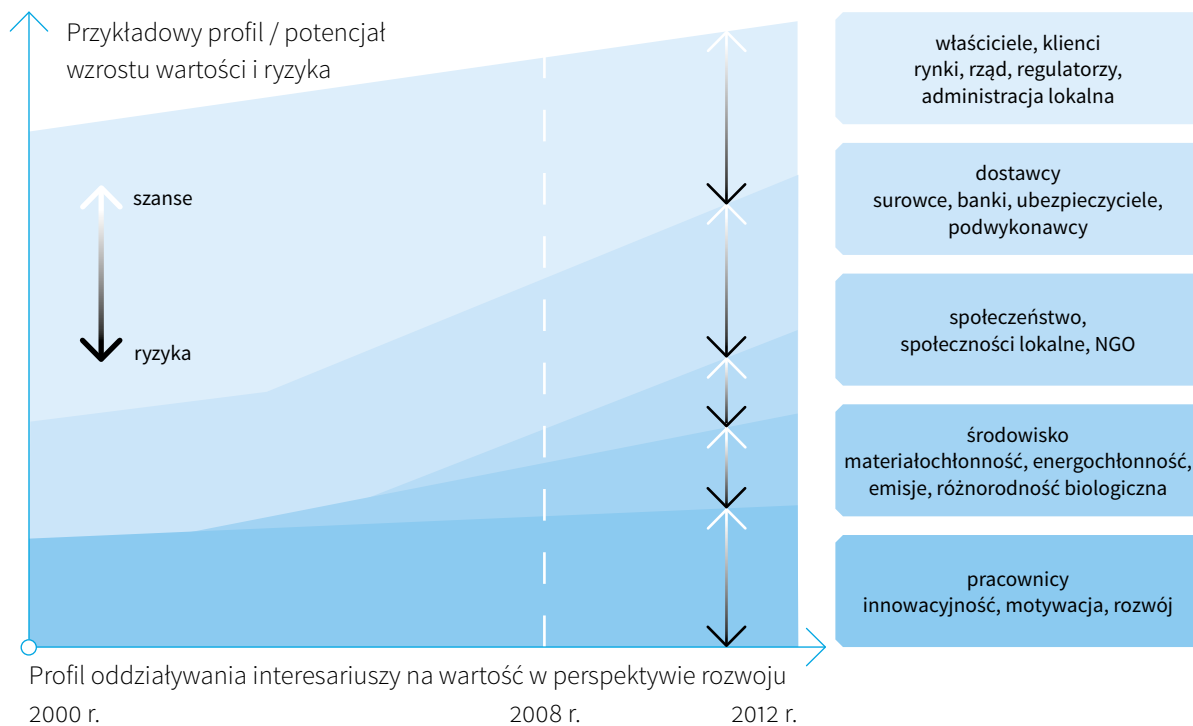 Przykładowy profil / potencjał
wzrostu wartości i ryzyka
szanse
ryzyka
właściciele, klienci
rynki, rząd, regulatorzy,
administracja lokalna
dostawcy
surowce, banki, ubezpieczyciele,
podwykonawcy
społeczeństwo,
społeczności lokalne, NGO
środowisko
materiałochłonność, energochłonność,
emisje, różnorodność biologiczna
pracownicy
innowacyjność, motywacja, rozwój
Profil oddziaływania interesariuszy na wartość w perspektywie rozwoju
2000 r.
2008 r.
2012 r.